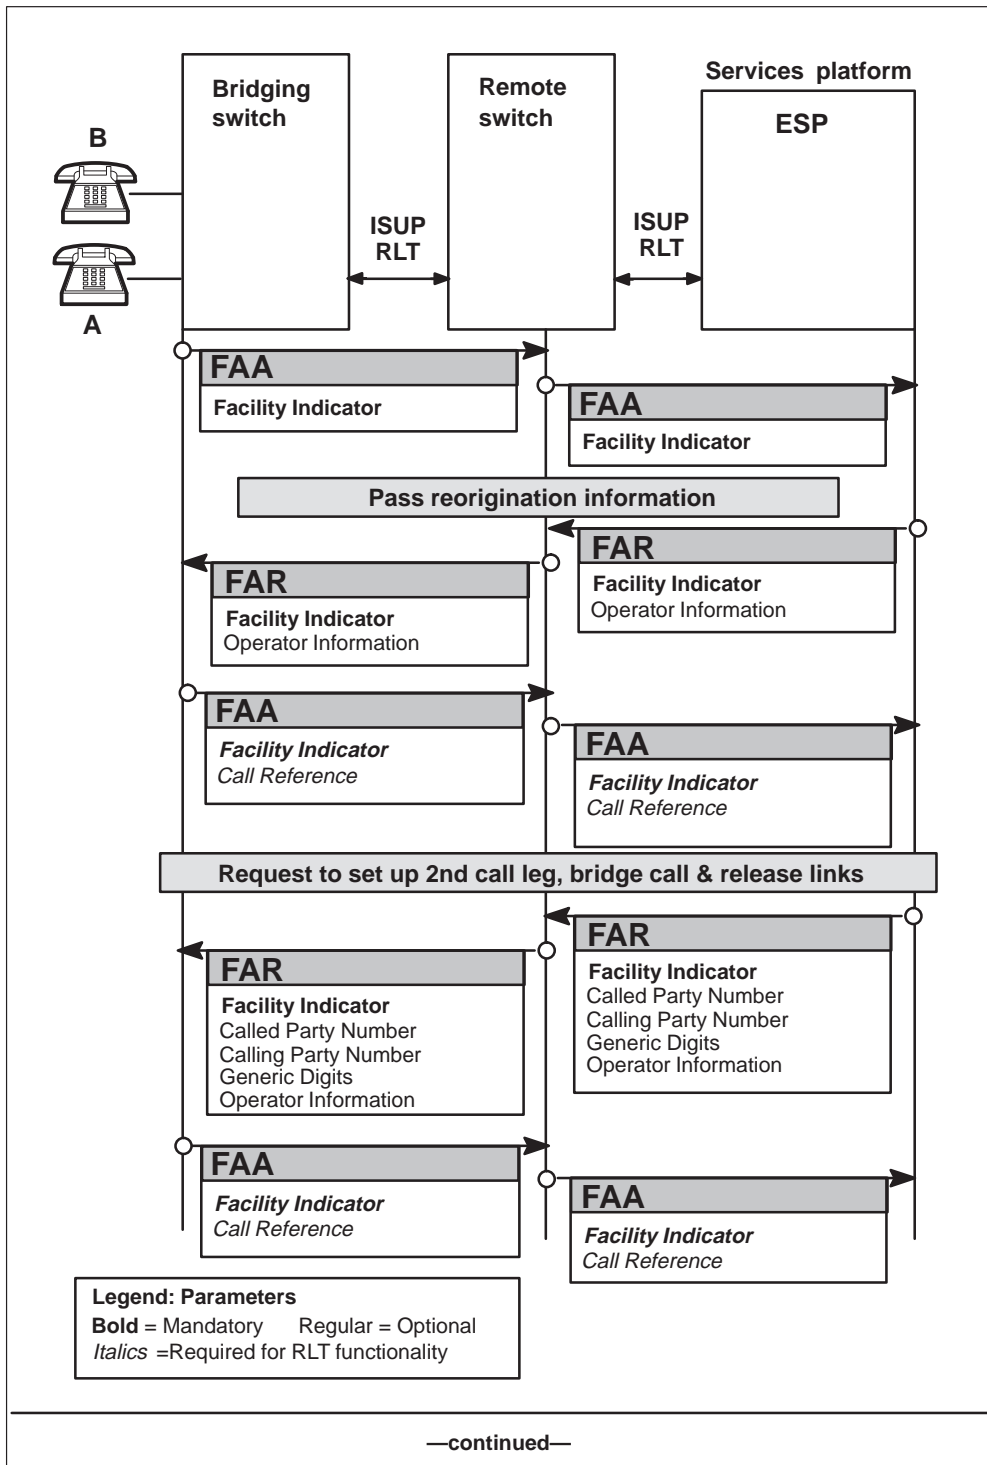 Bridging
switch
Remote
switch
Services platform
ESP
B
A
ISUP
RLT
ISUP
RLT
FAA
Facility Indicator
FAA
Facility Indicator
Pass reorigination information
FAR
Facility Indicator
Operator Information
FAR
Facility Indicator
Operator Information
FAA
Facility Indicator
Call Reference
FAA
Facility Indicator
Call Reference
Request to set up 2nd call leg, bridge call & release links
FAR
Facility Indicator
Called Party Number
Calling Party Number
Generic Digits
Operator Information
FAR
Facility Indicator
Called Party Number
Calling Party Number
Generic Digits
Operator Information
FAA
Facility Indicator
Call Reference
FAA
Facility Indicator
Call Reference
Legend: Parameters
Bold = Mandatory Regular = Optional
Italics =Required for RLT functionality
—continued—